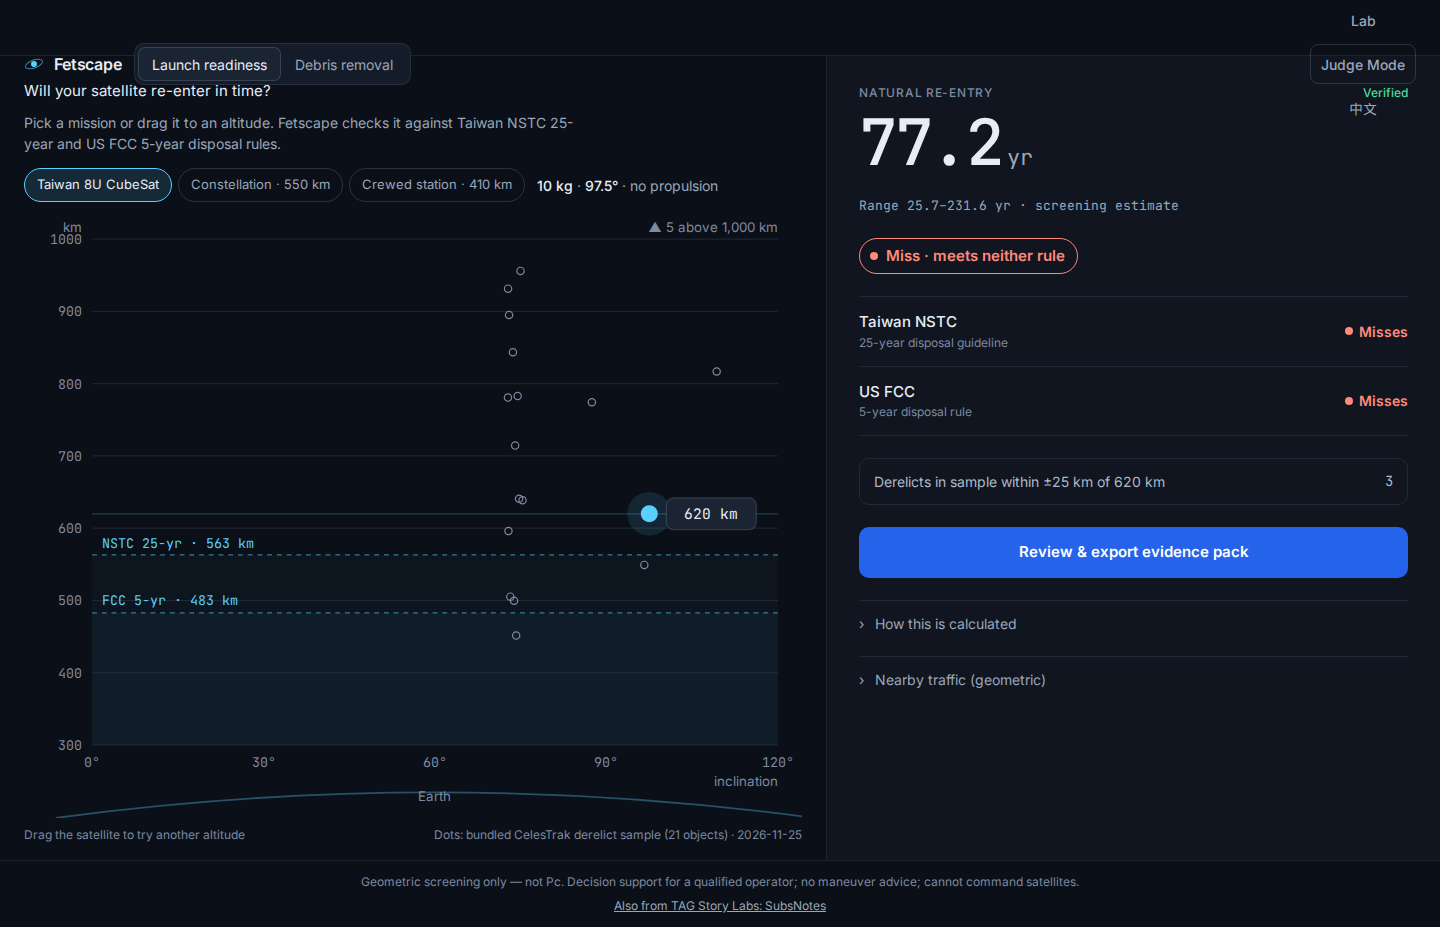 Lab
Fetscape
Launch readiness
Debris removal
Judge Mode
中文
Will your satellite re-enter in time?
Pick a mission or drag it to an altitude. Fetscape checks it against Taiwan NSTC 25-
year and US FCC 5-year disposal rules.
Taiwan 8U CubeSat
Constellation · 550 km
Crewed station · 410 km
10 kg · 97.5° · no propulsion
km
▲ 5 above 1,000 km
1000
900
800
700
600
500
400
300
620 km
NSTC 25-yr · 563 km
FCC 5-yr · 483 km
0°
30°
60°
90°
120°
inclination
Earth
Drag the satellite to try another altitude
Dots: bundled CelesTrak derelict sample (21 objects) · 2026-11-25
NATURAL RE-ENTRY
Verified
77.2 yr
Range 25.7–231.6 yr · screening estimate
Miss · meets neither rule
Taiwan NSTC
25-year disposal guideline
Misses
US FCC
5-year disposal rule
Misses
Derelicts in sample within ±25 km of 620 km
3
Review & export evidence pack
› How this is calculated
› Nearby traffic (geometric)
Geometric screening only — not Pc. Decision support for a qualified operator; no maneuver advice; cannot command satellites.
Also from TAG Story Labs: SubsNotes